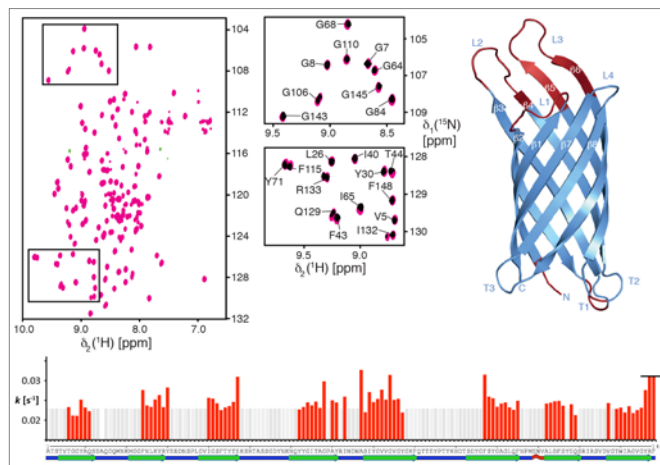 104
108
112
116
120
124
128
132
10.0
9.0
8.0
7.0
δ₂(¹H) [ppm]
G68
G110
G7
G8
G64
G106
G145
G84
G143
105
107
109
δ₁(¹⁵N)
[ppm]
9.5
9.0
8.5
L26
I40
T44
Y71
F115
Y30
R133
F148
I65
Q129
V5
F43
I132
128
129
130
9.5
9.0
δ₂(¹H) [ppm]
L3
L2
L4
L1
β6
β5
β4
β3
β2
β1
β7
β8
T3
C
N
T1
T2
0.03
k [s⁻¹]
0.02